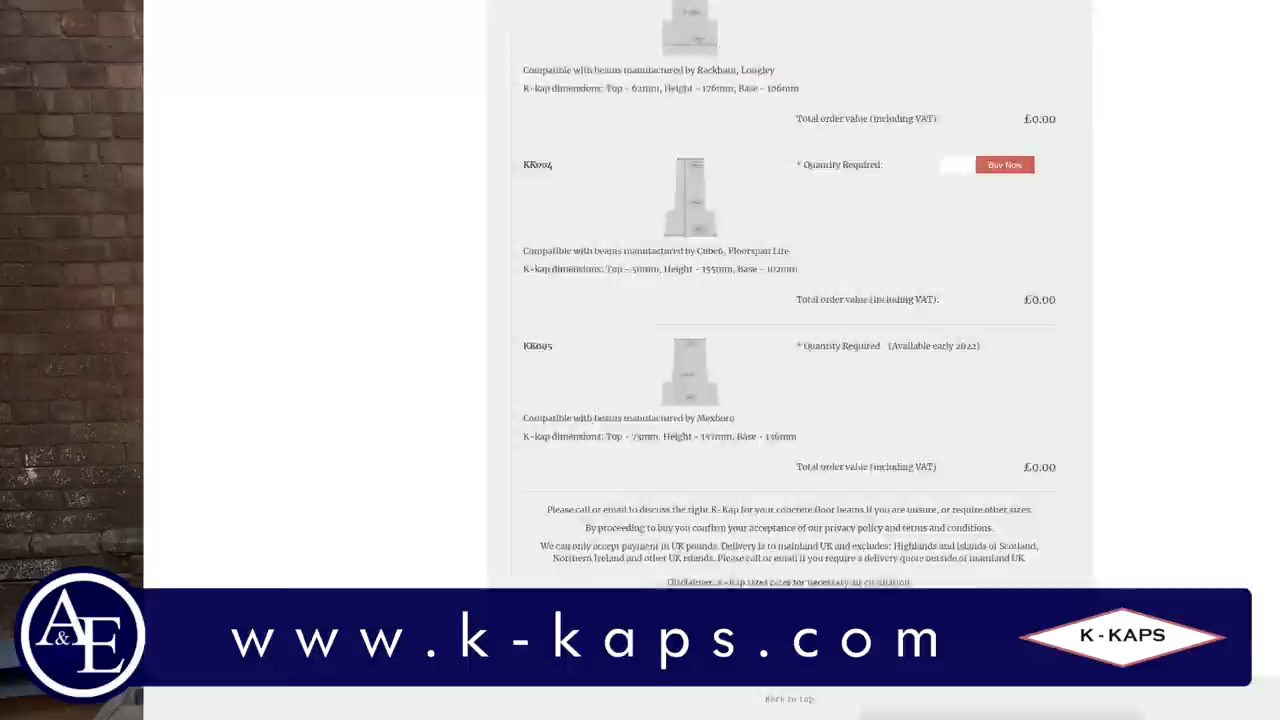 Compatible with beams manufactured by Rackham, Longley
K-kap dimensions: Top - 62mm, Height - 176mm, Base - 106mm
Total order value (including VAT) £0.00
KK004 * Quantity Required: Buy Now
Compatible with beams manufactured by Cube6, Floorspan Lite
K-kap dimensions: Top - 50mm, Height - 155mm, Base - 102mm
Total order value (including VAT). £0.00
KK005 * Quantity Required (Available early 2022)
Compatible with beams manufactured by Mexboro
K-kap dimensions: Top - 75mm, Height - 147mm, Base - 136mm
Total order value (including VAT) £0.00
Please call or email to discuss the right K-Kap for your concrete floor beams if you are unsure, or require other sizes.
By proceeding to buy you confirm your acceptance of our privacy policy and terms and conditions.
We can only accept payment in UK pounds. Delivery is to mainland UK and excludes: Highlands and Islands of Scotland,
Northern Ireland and other UK islands. Please call or email if you require a delivery quote outside of mainland UK.
A&E
www.k-kaps.com
K-KAPS
Back to top